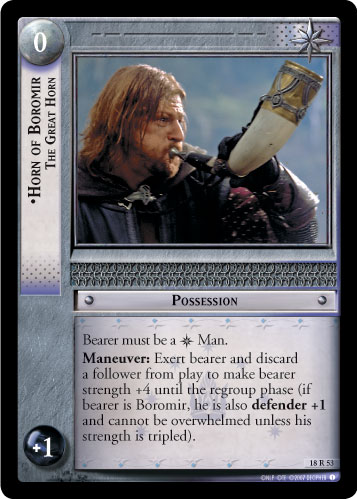 0
•Horn of Boromir
The Great Horn
Possession
Bearer must be a Man.
Maneuver: Exert bearer and discard
a follower from play to make bearer
strength +4 until the regroup phase (if
bearer is Boromir, he is also defender +1
and cannot be overwhelmed unless his
strength is tripled).
+1
18 R 53